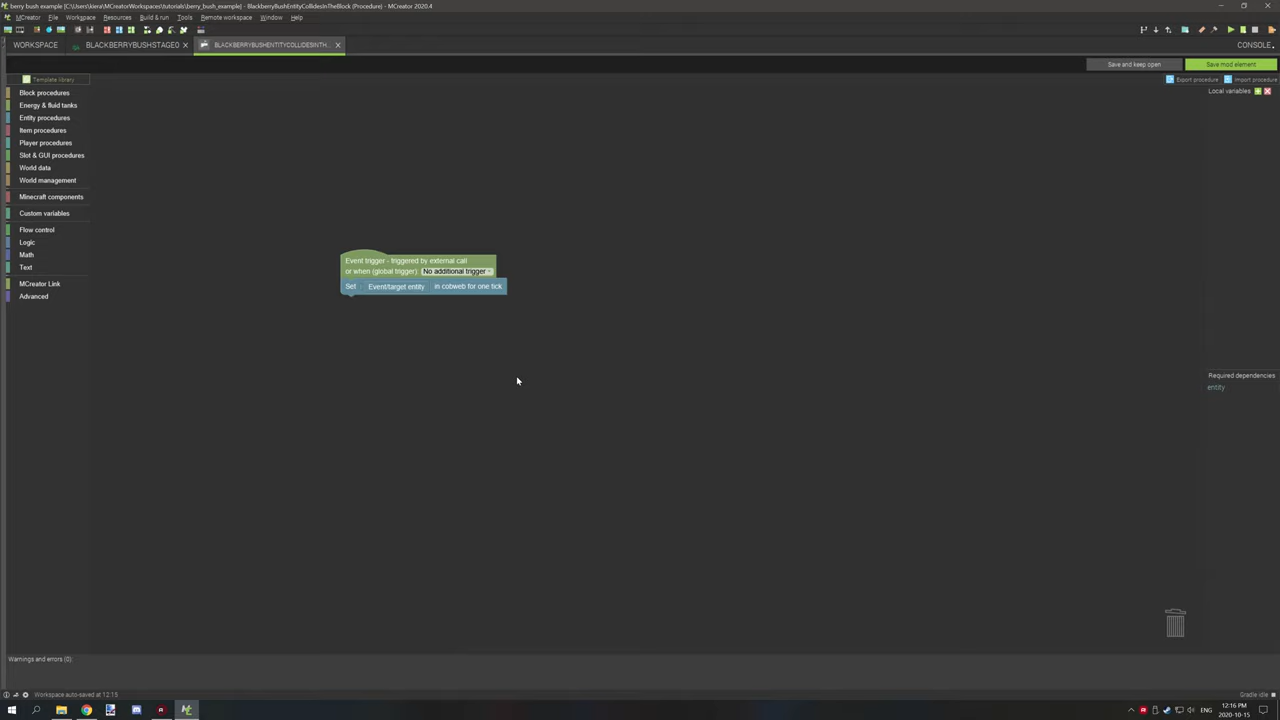 berry bush example [C:\Users\kiera\MCreatorWorkspaces\tutorials\berry_bush_example] - BlackberryBushEntityCollidesInTheBlock (Procedure) - MCreator 2020.4
MCreator File Workspace Resources Build & run Tools Remote workspace Window Help
WORKSPACE BLACKBERRYBUSHSTAGE0 BLACKBERRYBUSHENTITYCOLLIDESINTH... CONSOLE
Save and keep open Save mod element
Template library Export procedure Import procedure
Local variables
Block procedures
Energy & fluid tanks
Entity procedures
Item procedures
Player procedures
Slot & GUI procedures
World data
World management
Minecraft components
Custom variables
Flow control
Logic
Math
Text
MCreator Link
Advanced
Event trigger - triggered by external call
or when (global trigger): No additional trigger
Set Event/target entity in cobweb for one tick
Required dependencies
entity
Warnings and errors (0):
Workspace auto-saved at 12:15 Gradle idle
ENG 12:16 PM
2020-10-15